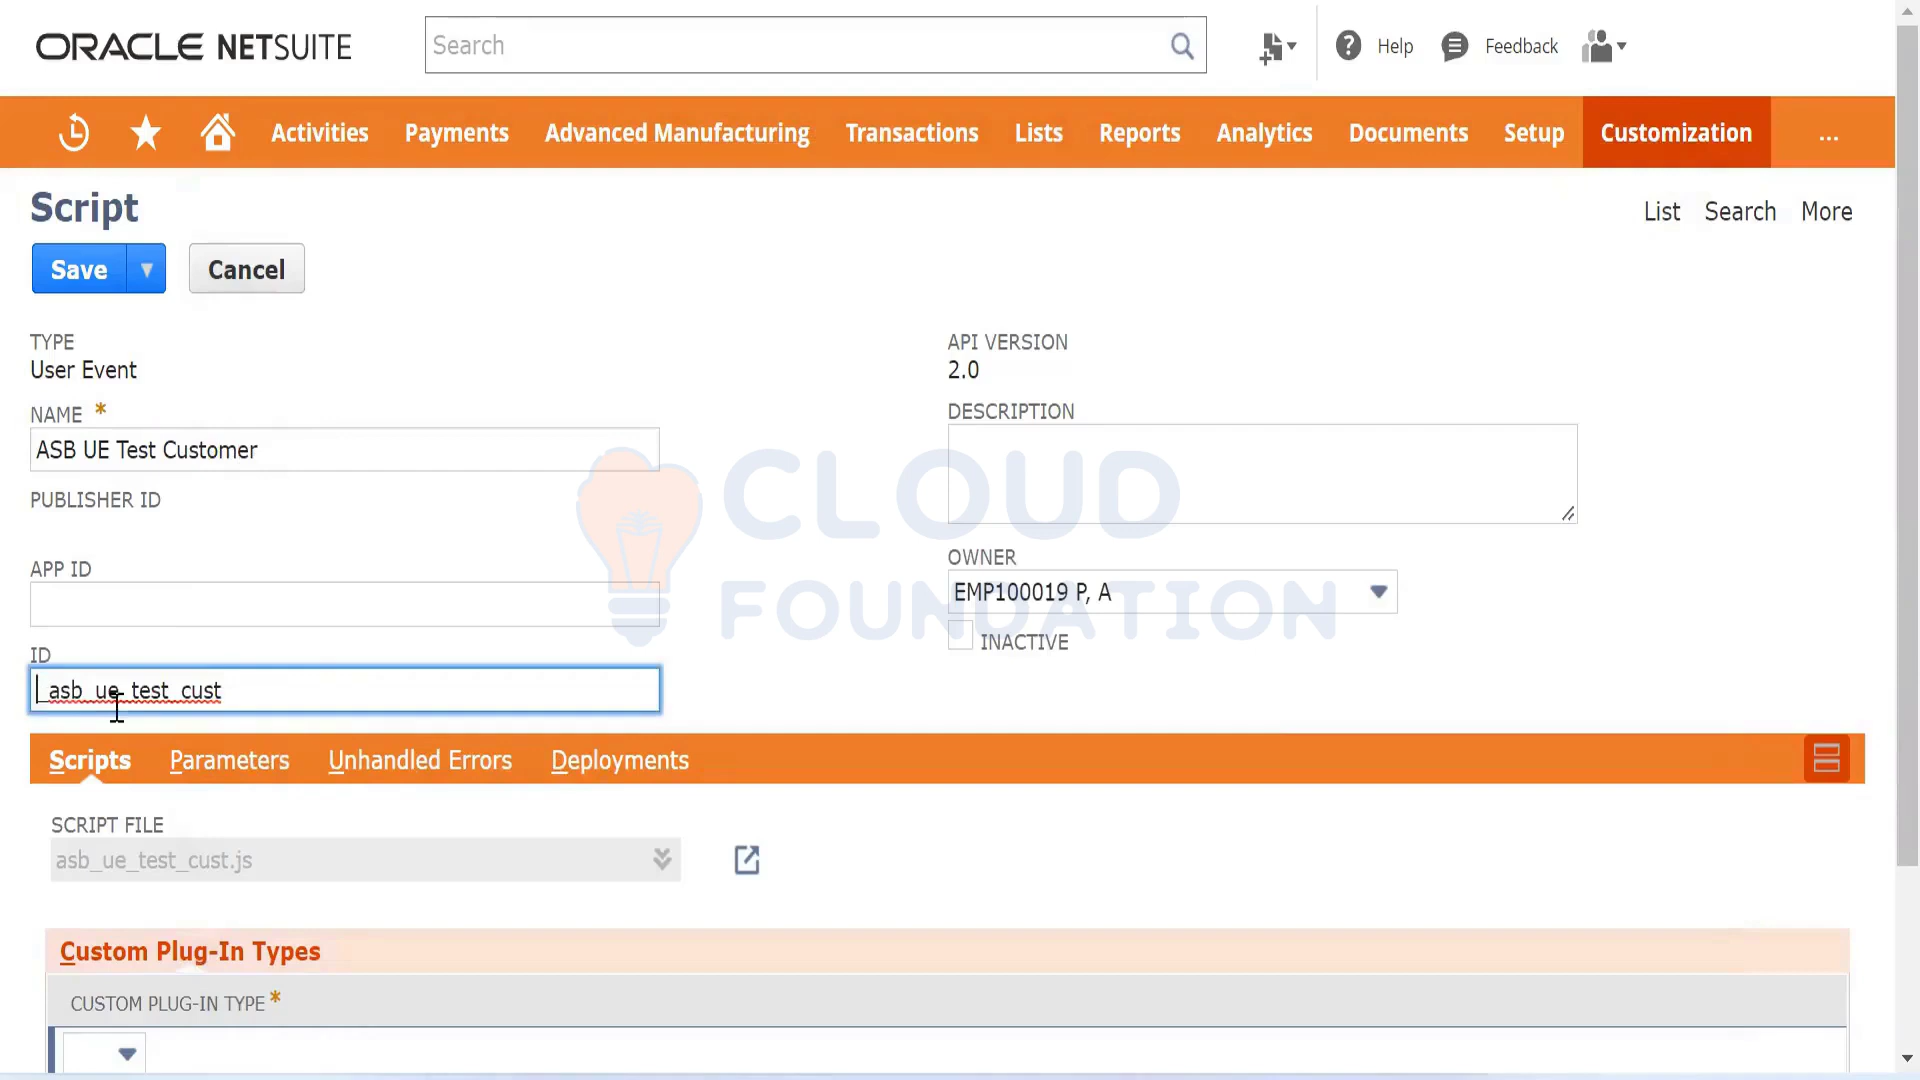 ORACLE NETSUITE
Search
Help
Feedback
Activities
Payments
Advanced Manufacturing
Transactions
Lists
Reports
Analytics
Documents
Setup
Customization
...
Script
List
Search
More
Save
Cancel
TYPE
User Event
API VERSION
2.0
NAME *
ASB UE Test Customer
DESCRIPTION
PUBLISHER ID
CLOUD
FOUNDATION
APP ID
OWNER
EMP100019 P, A
INACTIVE
ID
_asb_ue_test_cust
Scripts
Parameters
Unhandled Errors
Deployments
SCRIPT FILE
asb_ue_test_cust.js
Custom Plug-In Types
CUSTOM PLUG-IN TYPE *